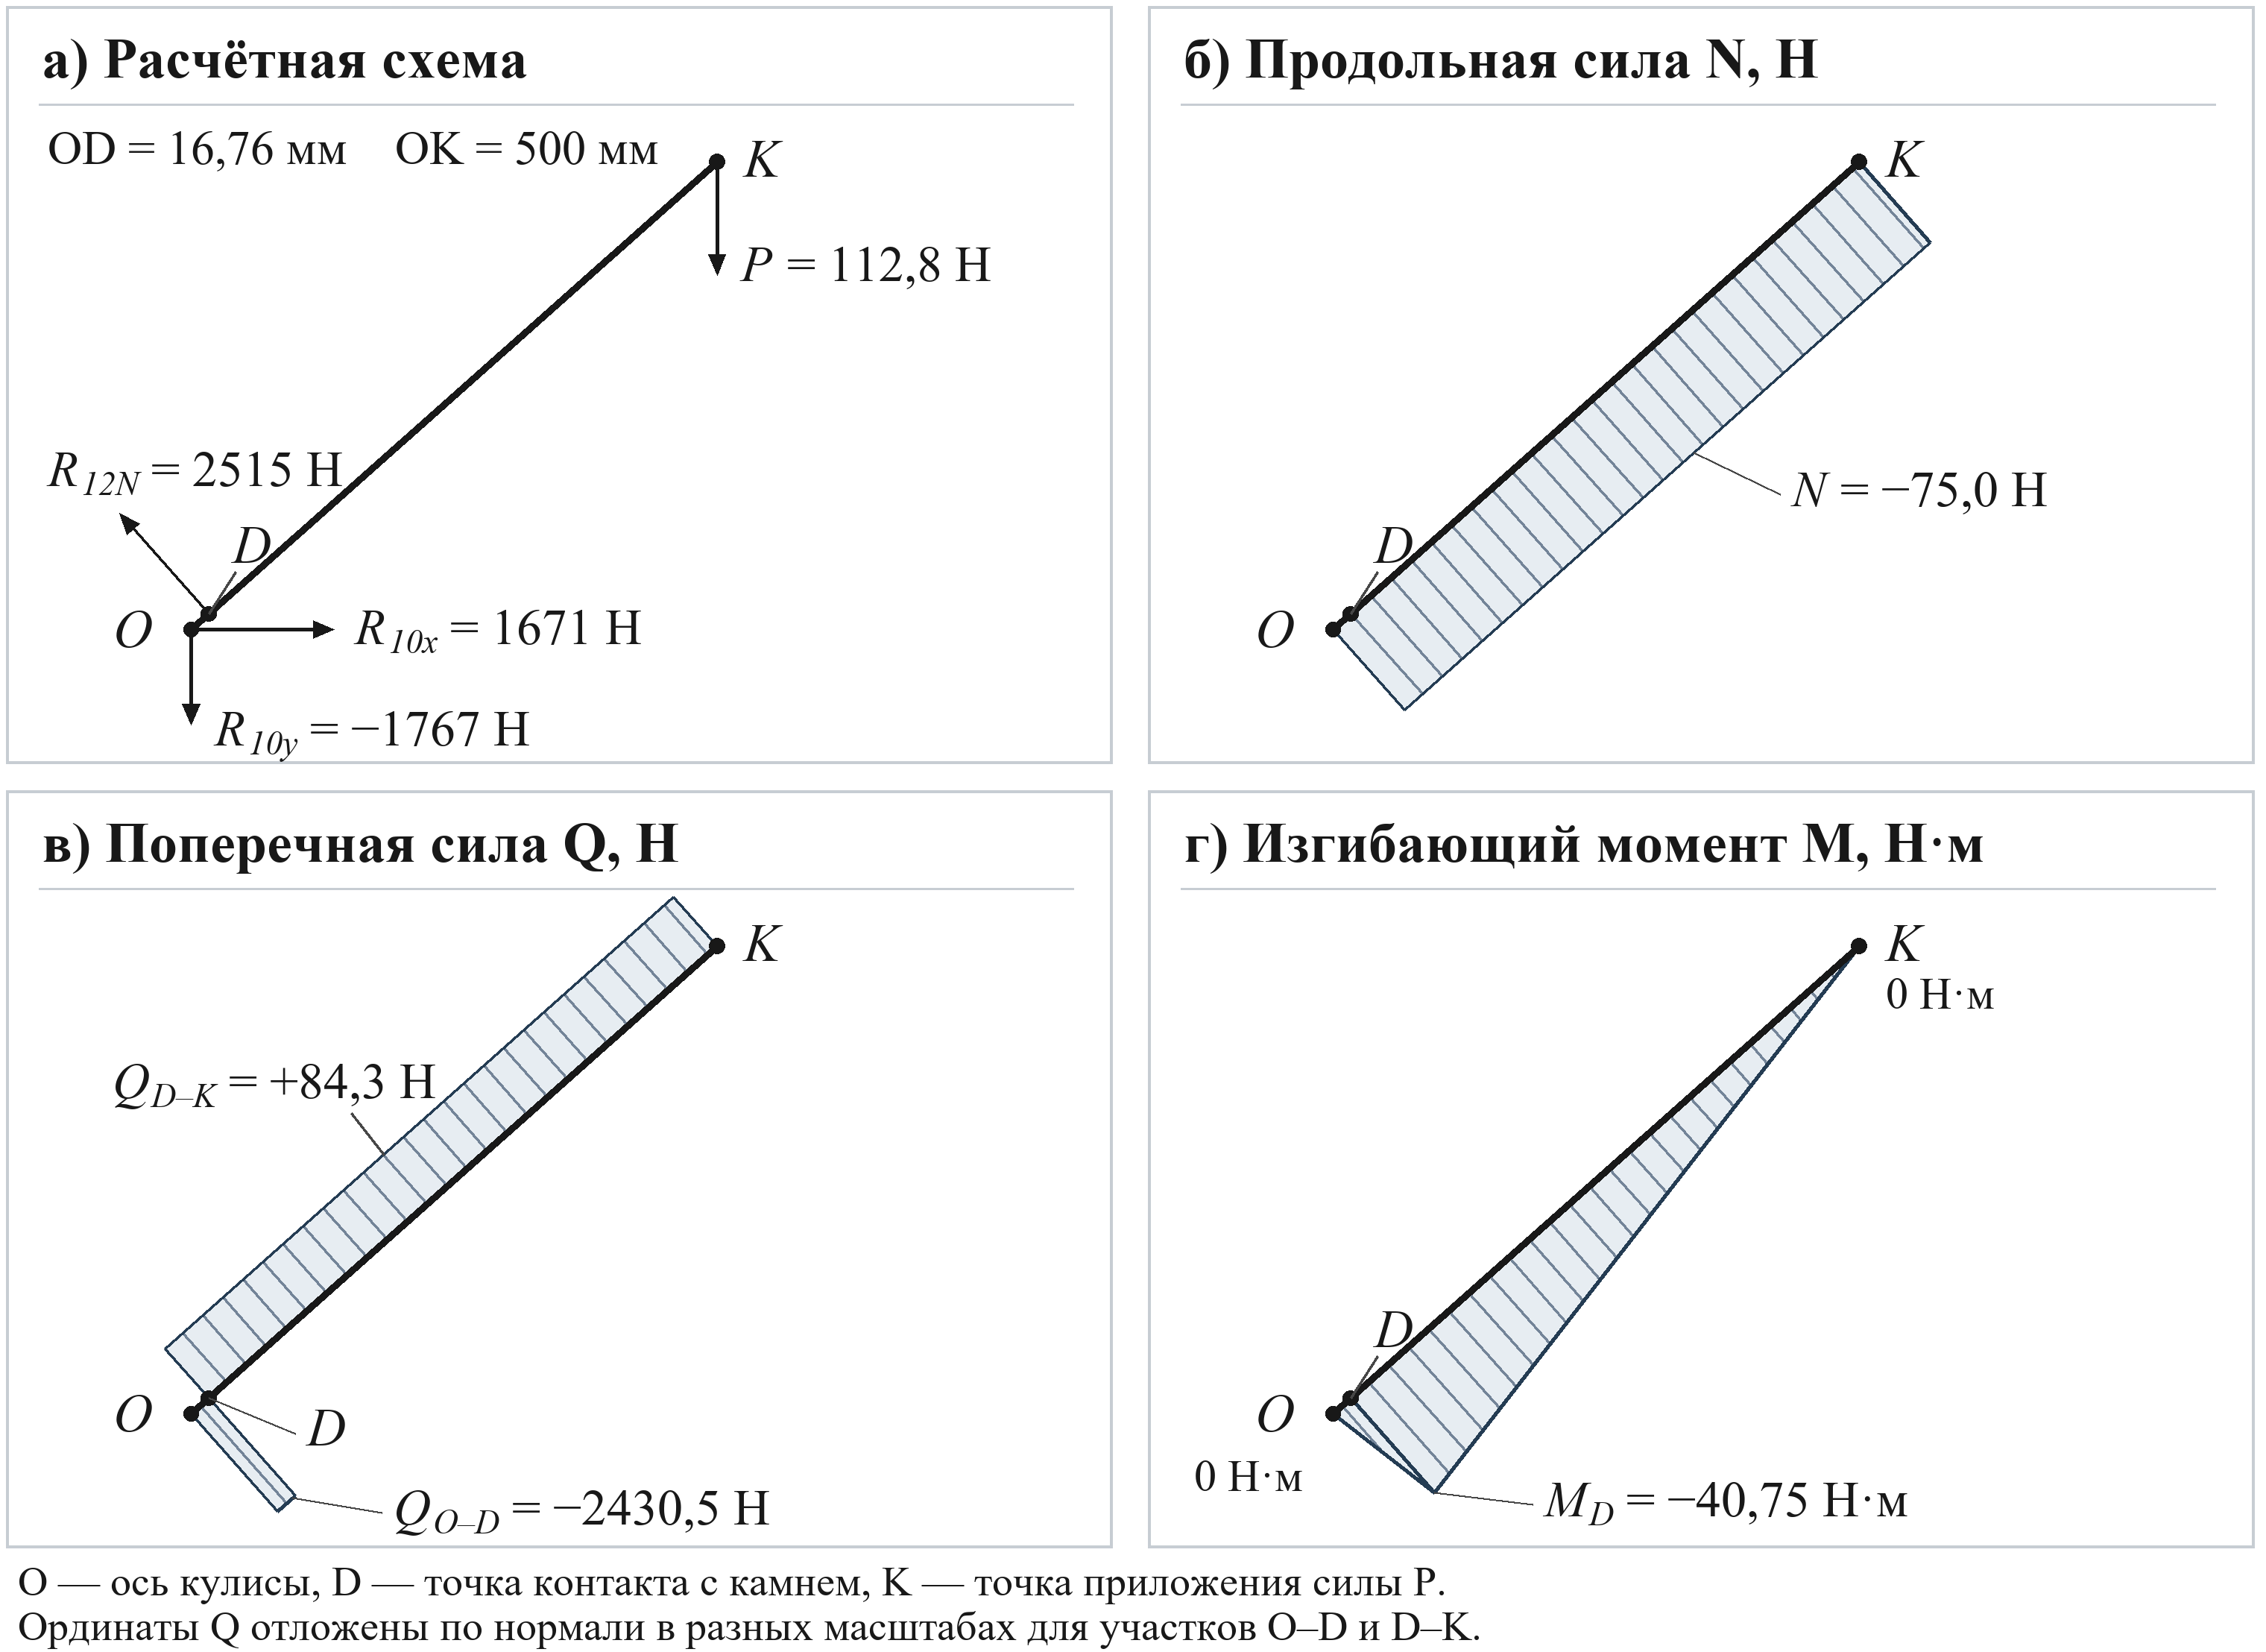 а) Расчётная схема
OD = 16,76 мм OK = 500 мм
K
P = 112,8 Н
R12N = 2515 Н
D
O
R10x = 1671 Н
R10y = −1767 Н
б) Продольная сила N, Н
K
N = −75,0 Н
D
O
в) Поперечная сила Q, Н
K
QD–K = +84,3 Н
O
D
QO–D = −2430,5 Н
г) Изгибающий момент M, Н·м
K
0 Н·м
D
O
0 Н·м
MD = −40,75 Н·м
O — ось кулисы, D — точка контакта с камнем, K — точка приложения силы P.
Ординаты Q отложены по нормали в разных масштабах для участков O–D и D–K.